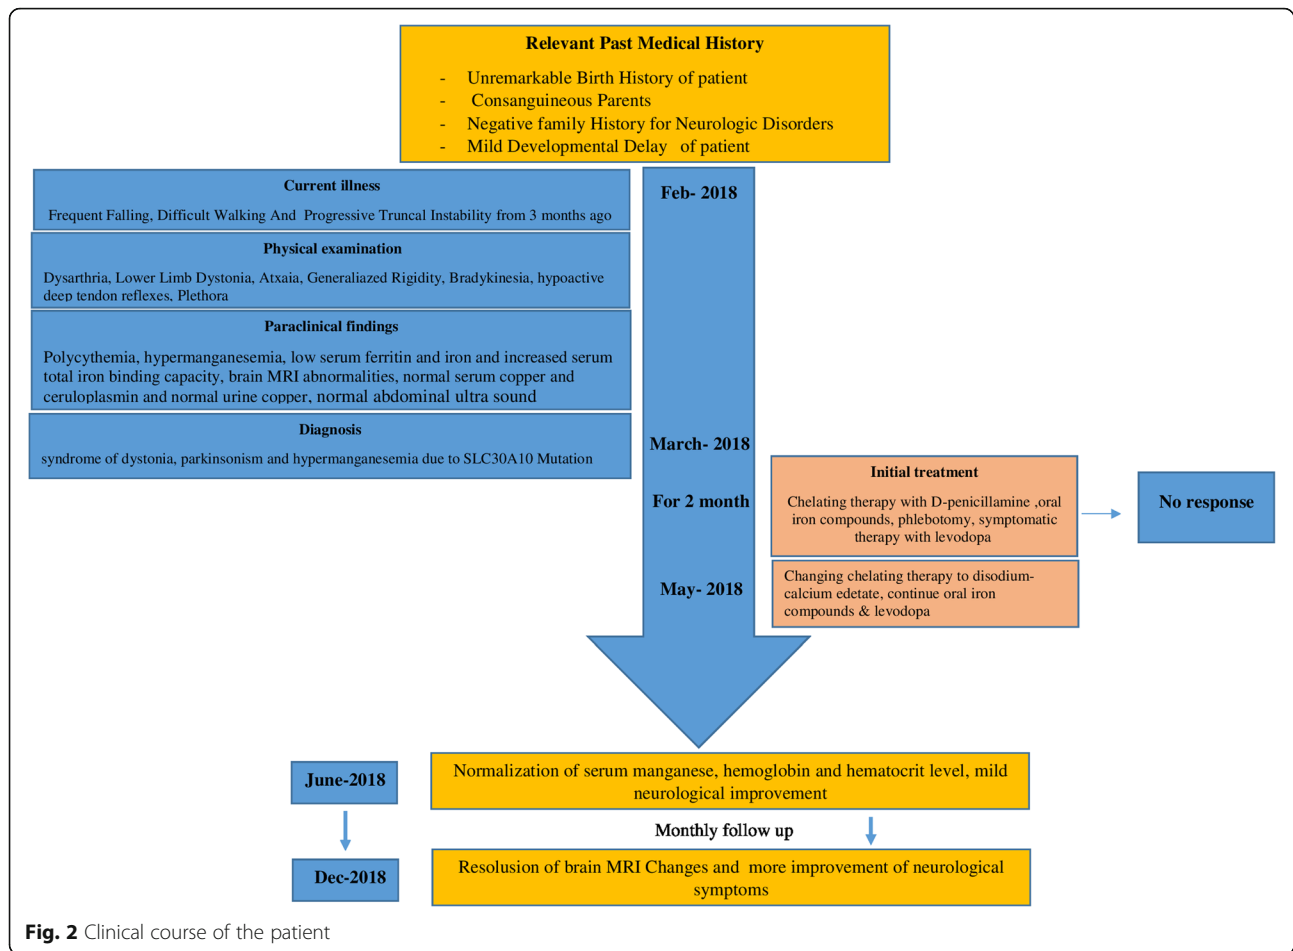 Relevant Past Medical History
- Unremarkable Birth History of patient
- Consanguineous Parents
- Negative family History for Neurologic Disorders
- Mild Developmental Delay of patient
Current illness
Frequent Falling, Difficult Walking And Progressive Truncal Instability from 3 months ago
Physical examination
Dysarthria, Lower Limb Dystonia, Atxaia, Generaliazed Rigidity, Bradykinesia, hypoactive
deep tendon reflexes, Plethora
Paraclinical findings
Polycythemia, hypermanganesemia, low serum ferritin and iron and increased serum
total iron binding capacity, brain MRI abnormalities, normal serum copper and
ceruloplasmin and normal urine copper, normal abdominal ultra sound
Diagnosis
syndrome of dystonia, parkinsonism and hypermanganesemia due to SLC30A10 Mutation
Feb- 2018
March- 2018
For 2 month
May- 2018
Initial treatment
Chelating therapy with D-penicillamine ,oral
iron compounds, phlebotomy, symptomatic
therapy with levodopa
No response
Changing chelating therapy to disodium-
calcium edetate, continue oral iron
compounds & levodopa
June-2018
Normalization of serum manganese, hemoglobin and hematocrit level, mild
neurological improvement
Monthly follow up
Dec-2018
Resolusion of brain MRI Changes and more improvement of neurological
symptoms
Fig. 2 Clinical course of the patient